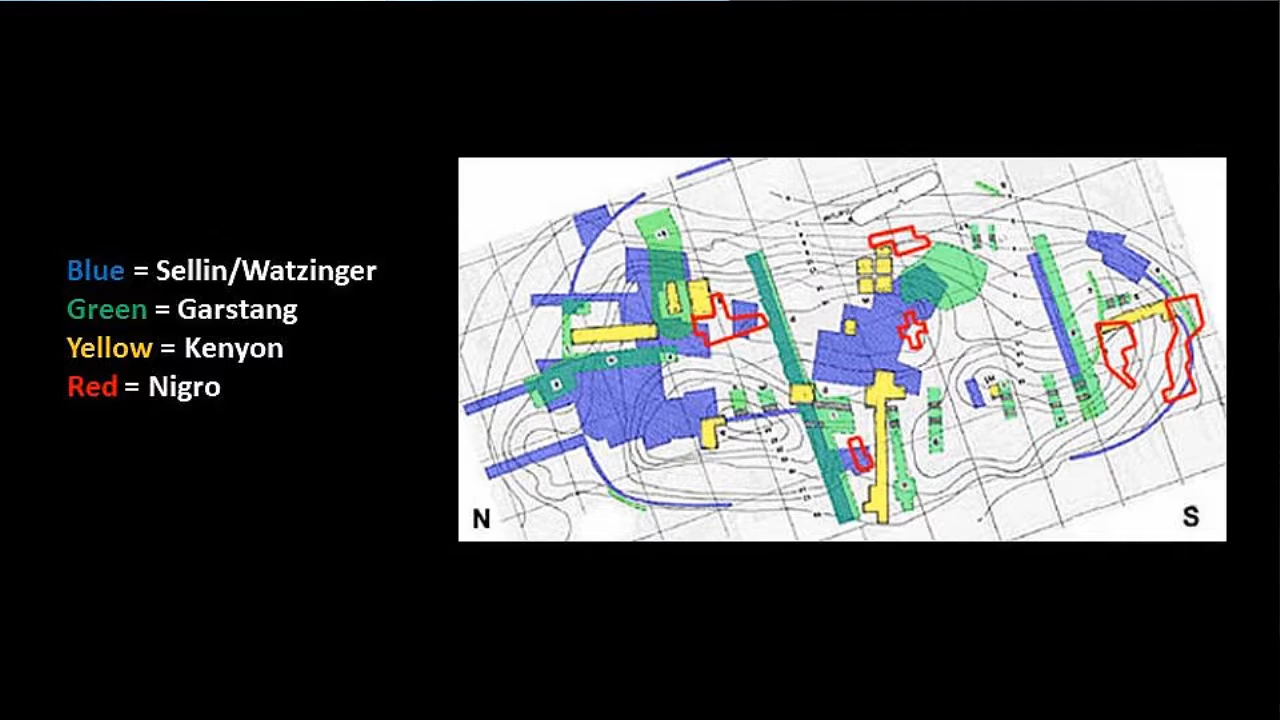 Blue = Sellin/Watzinger
Green = Garstang
Yellow = Kenyon
Red = Nigro
N
S